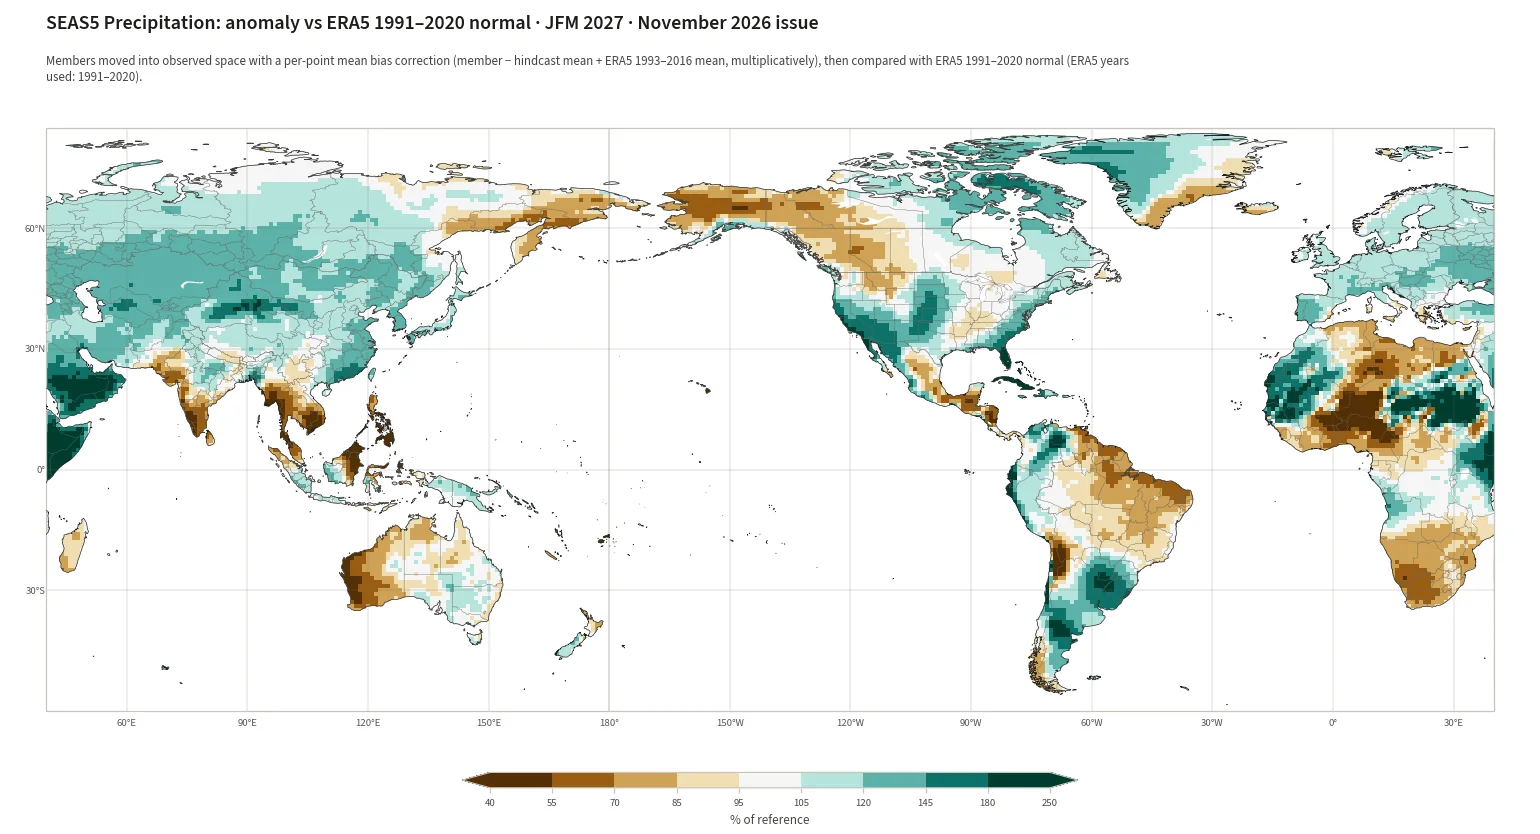 SEAS5 Precipitation: anomaly vs ERA5 1991–2020 normal · JFM 2027 · November 2026 issue
Members moved into observed space with a per-point mean bias correction (member − hindcast mean + ERA5 1993–2016 mean, multiplicatively), then compared with ERA5 1991–2020 normal (ERA5 years
used: 1991–2020).
60°N
30°N
0°
30°S
60°E 90°E 120°E 150°E 180° 150°W 120°W 90°W 60°W 30°W 0° 30°E
40 55 70 85 95 105 120 145 180 250
% of reference